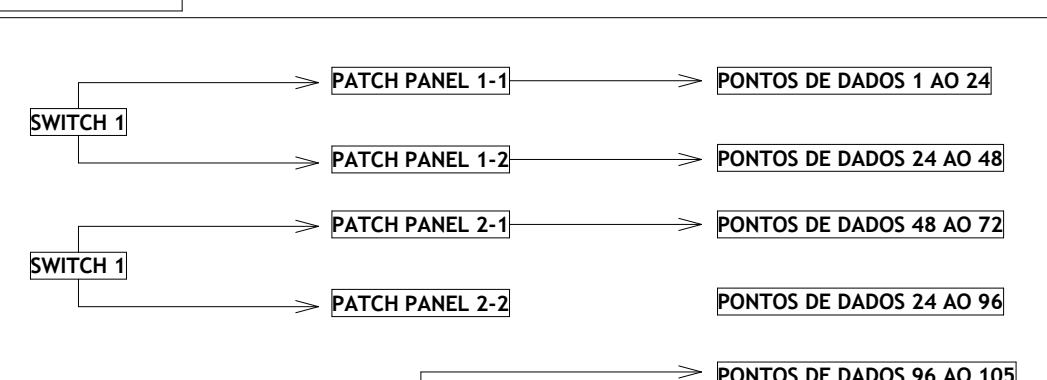 PATCH PANEL 1-1
PONTOS DE DADOS 1 AO 24
SWITCH 1
PATCH PANEL 1-2
PONTOS DE DADOS 24 AO 48
PATCH PANEL 2-1
PONTOS DE DADOS 48 AO 72
SWITCH 1
PATCH PANEL 2-2
PONTOS DE DADOS 24 AO 96
PONTOS DE DADOS 96 AO 105